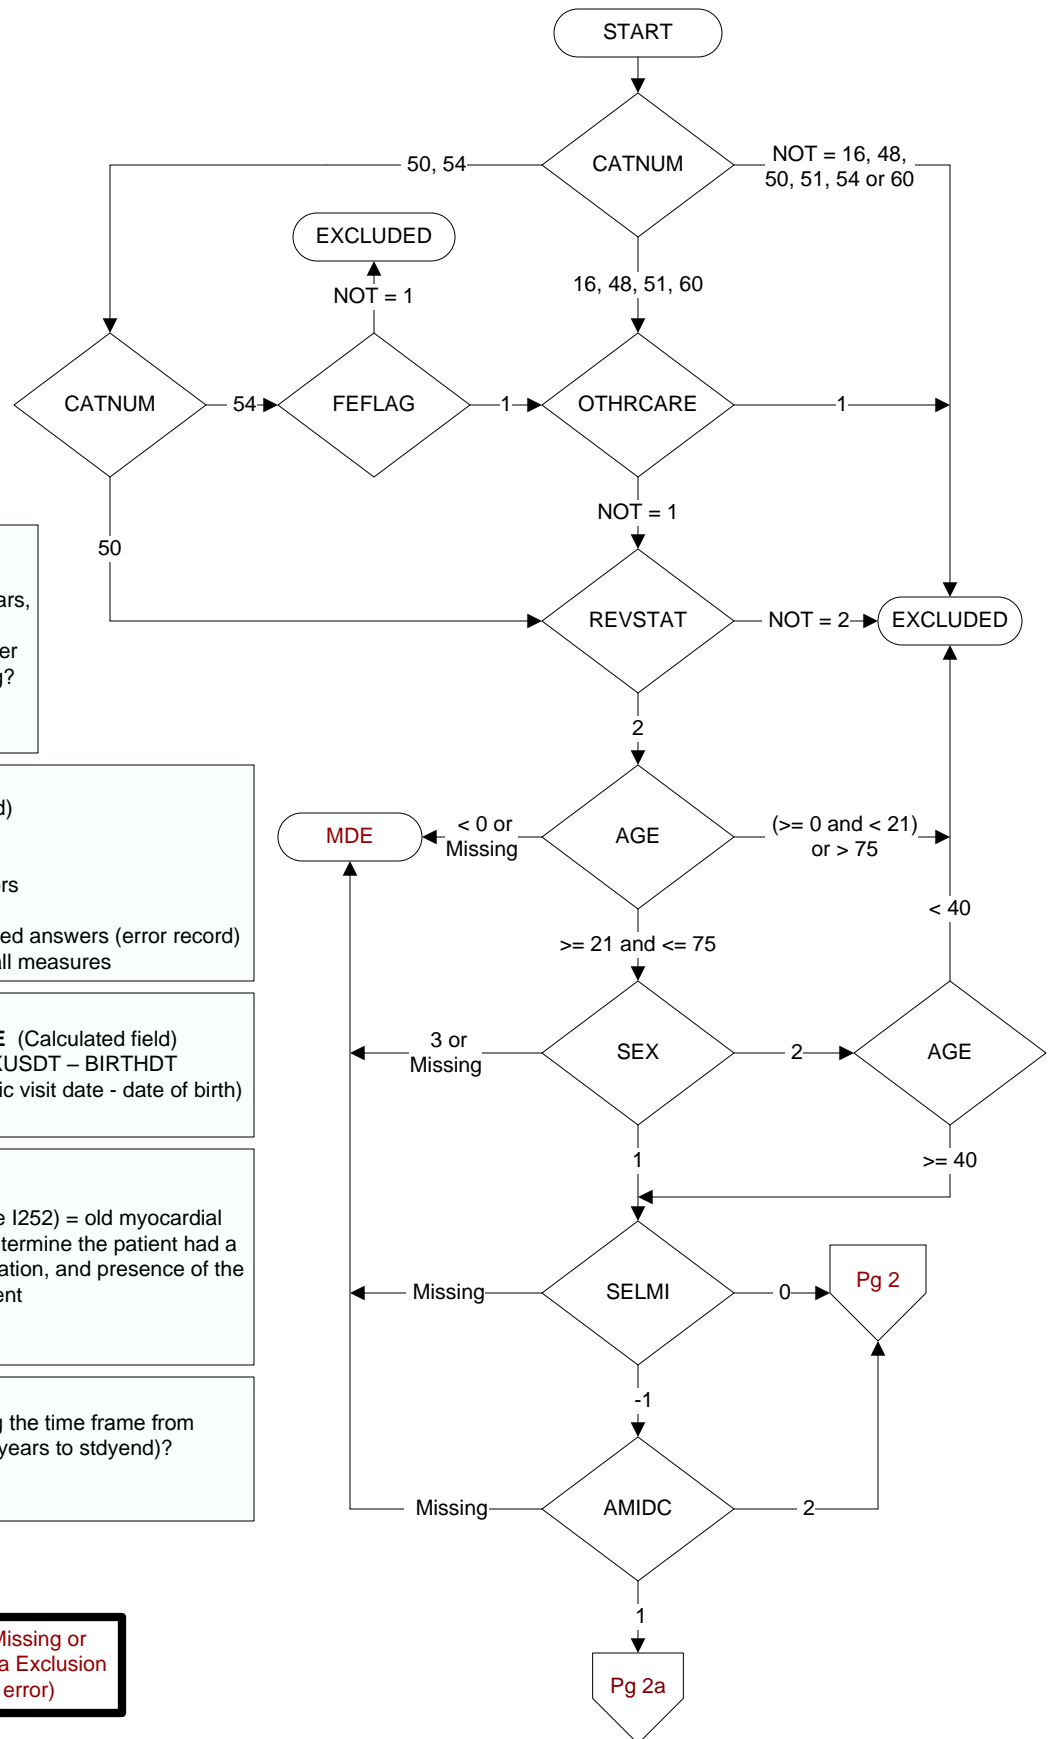 START
CATNUM
50, 54
NOT = 16, 48,
50, 51, 54 or 60
EXCLUDED
NOT = 1
16, 48, 51, 60
CATNUM
54
FEFLAG
1
OTHRCARE
1
NOT = 1
50
REVSTAT
NOT = 2
EXCLUDED
2
AGE
MDE
< 0 or
Missing
(>= 0 and < 21)
or > 75
< 40
>= 21 and <= 75
SEX
3 or
Missing
2
AGE
1
>= 40
SELMI
Missing
0
Pg 2
-1
AMIDC
Missing
2
1
Pg 2a
ed answers (error record)
all measures
(Calculated field)
– BIRTHDT
visit date - date of birth)
I252) = old myocardial
the patient had a
and presence of the
the time frame from
years to stdyend)?
Missing or
Exclusion
error)